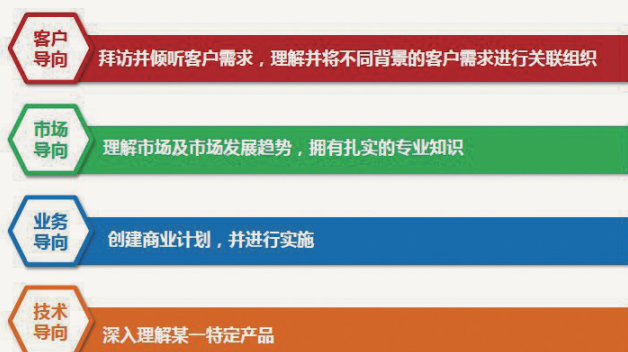 客户
导向
拜访并倾听客户需求，理解并将不同背景的客户需求进行关联组织
市场
导向
理解市场及市场发展趋势，拥有扎实的专业知识
业务
导向
创建商业计划，并进行实施
技术
导向
深入理解某一特定产品